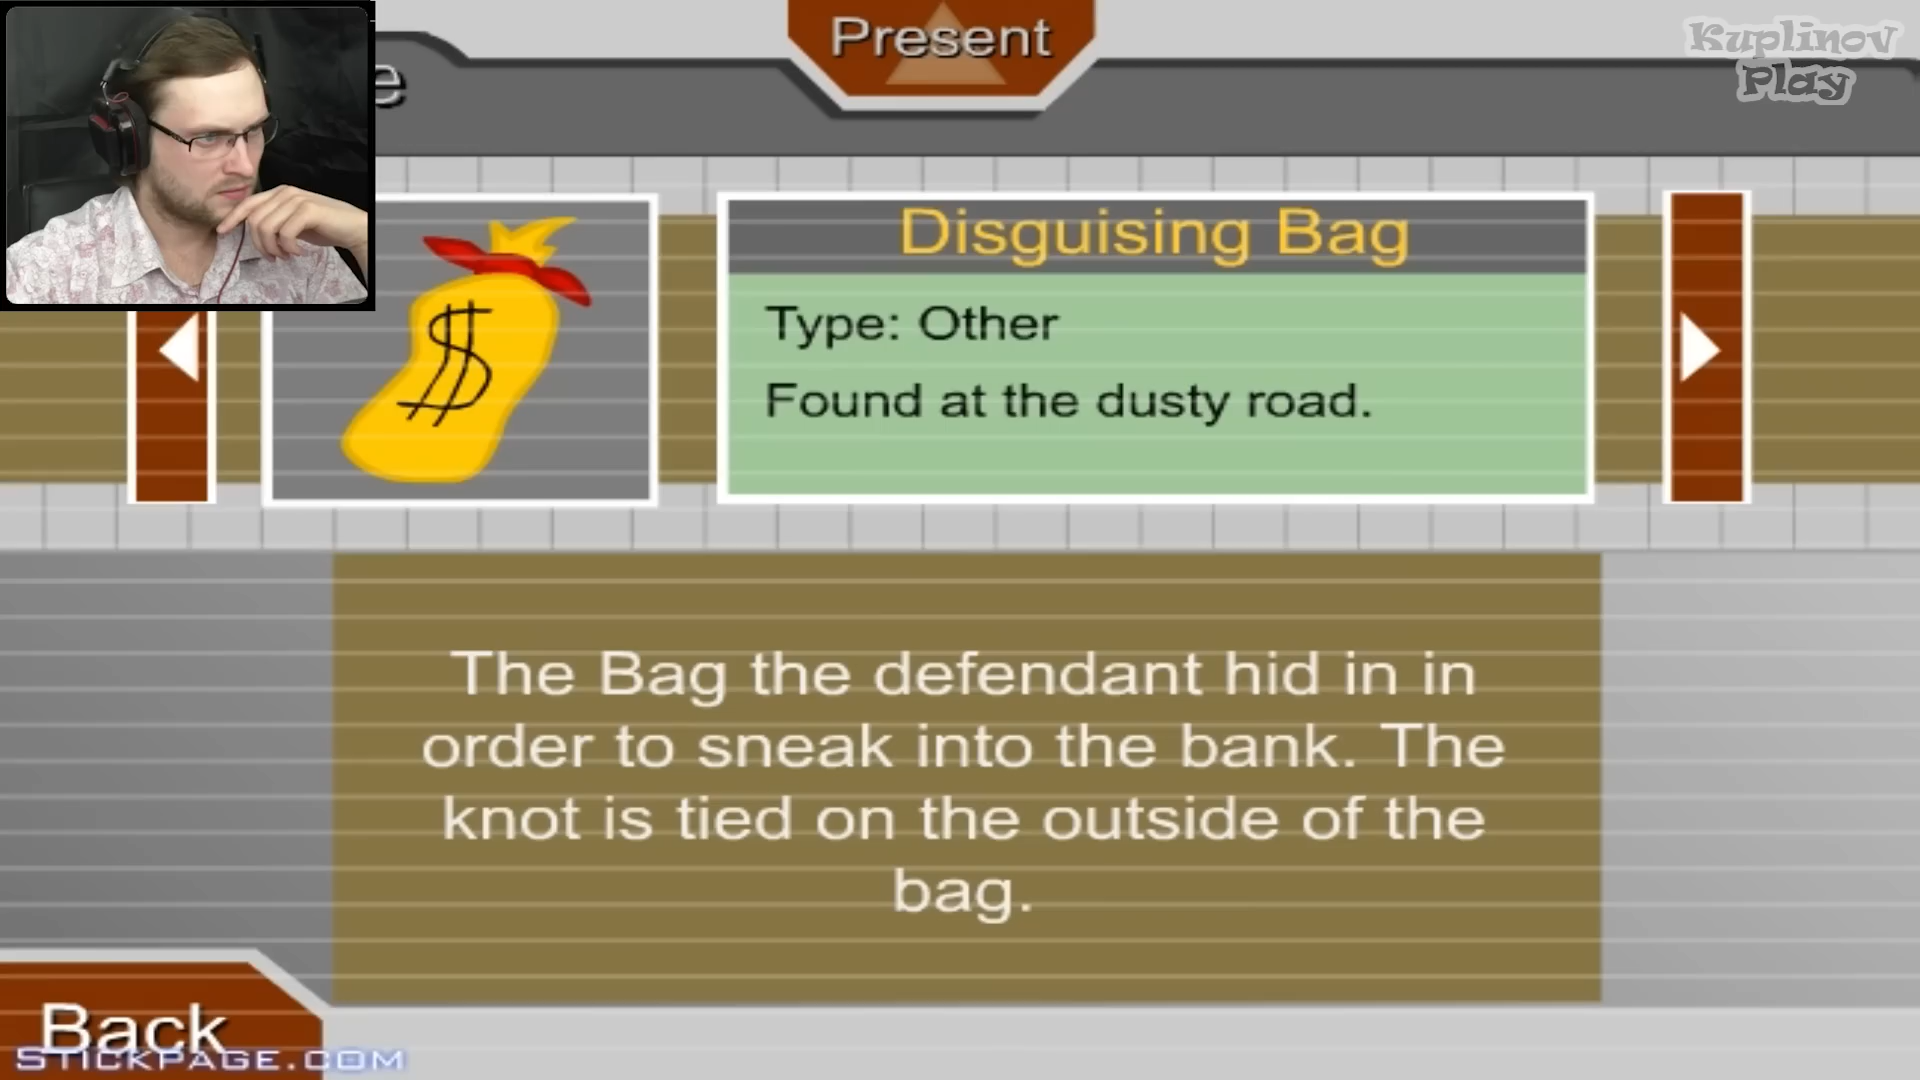 Present
Kuplinov
Play
e
Disguising Bag
$
Type: Other
Found at the dusty road.
The Bag the defendant hid in in
order to sneak into the bank. The
knot is tied on the outside of the
bag.
Back
STICKPAGE.COM